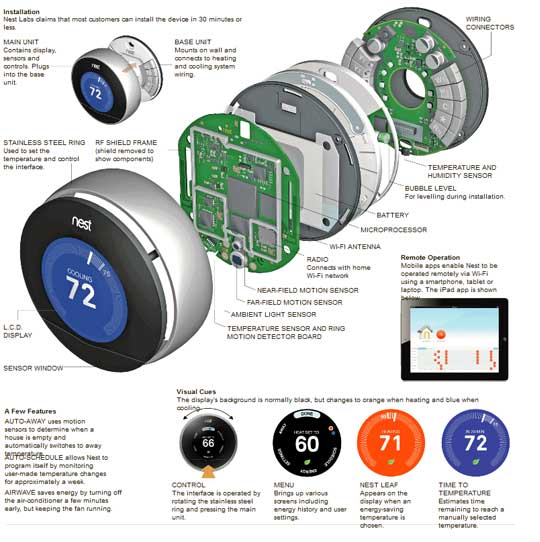 Installation
Nest Labs claims that most customers can install the device in 30 minutes or
less.
MAIN UNIT
Contains display,
sensors and
controls. Plugs
into the base
unit.
BASE UNIT
Mounts on wall and
connects to heating
and cooling system
wiring.
WIRING
CONNECTORS
nest
72
STAINLESS STEEL RING
Used to set the
temperature and control
the interface.
RF SHIELD FRAME
(shield removed to
show components)
TEMPERATURE AND
HUMIDITY SENSOR
BUBBLE LEVEL
For levelling during installation.
BATTERY
MICROPROCESSOR
Wi-Fi ANTENNA
RADIO
Connects with home
Wi-Fi network
NEAR-FIELD MOTION SENSOR
FAR-FIELD MOTION SENSOR
AMBIENT LIGHT SENSOR
TEMPERATURE SENSOR AND RING
MOTION DETECTOR BOARD
nest
COOLING
72
L.C.D.
DISPLAY
SENSOR WINDOW
Remote Operation
Mobile apps enable Nest to be
operated remotely via Wi-Fi
using a smartphone, tablet or
laptop. The iPad app is shown
below.
Visual Cues
The display's background is normally black, but changes to orange when heating and blue when
cooling.
A Few Features
AUTO-AWAY uses motion
sensors to determine when a
house is empty and
automatically switches to away
temperature.
AUTO-SCHEDULE allows Nest to
program itself by monitoring
user-made temperature changes
for approximately a week.
AIRWAVE saves energy by turning off
the air-conditioner a few minutes
early, but keeping the fan running.
66
CONTROL
The interface is operated by
rotating the stainless steel
ring and pressing the main
unit.
DONE
AWAY
HEAT SET TO
60
SCHEDULE
SETTINGS
ENERGY
MENU
Brings up various
screens including
energy history and user
settings.
HEATING
71
NEST LEAF
Appears on the
display when an
energy-saving
temperature is
chosen.
72
TIME TO
TEMPERATURE
Estimates time
remaining to reach a
manually selected
temperature.